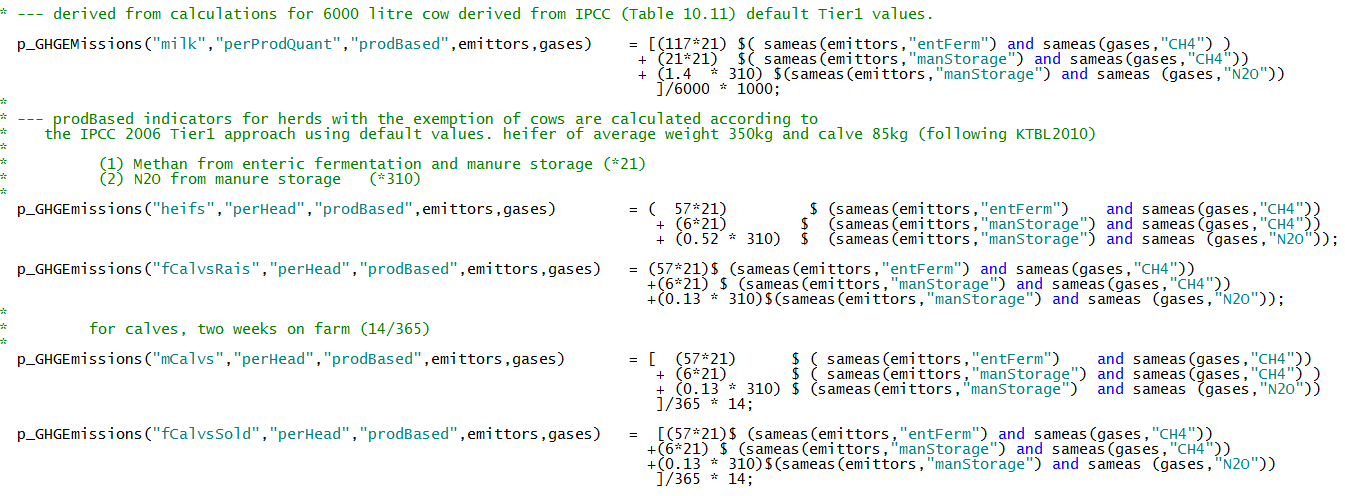 * --- derived from calculations for 6000 litre cow derived from IPCC (Table 10.11) default Tier1 values.
p_GHGEMissions("milk","perProdQuant","prodBased",emittors,gases) = [(117*21) $( sameas(emittors,"entFerm") and sameas(gases,"CH4") )
+ (21*21) $( sameas(emittors,"manStorage") and sameas(gases,"CH4"))
+ (1.4 * 310) $(sameas(emittors,"manStorage") and sameas (gases,"N2O"))
]/6000 * 1000;
*
* --- prodBased indicators for herds with the exemption of cows are calculated according to
* the IPCC 2006 Tier1 approach using default values. heifer of average weight 350kg and calve 85kg (following KTBL2010)
*
* (1) Methan from enteric fermentation and manure storage (*21)
* (2) N2O from manure storage (*310)
*
p_GHGEmissions("heifs","perHead","prodBased",emittors,gases) = ( 57*21) $ (sameas(emittors,"entFerm") and sameas(gases,"CH4"))
+ (6*21) $ (sameas(emittors,"manStorage") and sameas(gases,"CH4"))
+ (0.52 * 310) $ (sameas(emittors,"manStorage") and sameas (gases,"N2O"));
p_GHGEmissions("fCalvsRais","perHead","prodBased",emittors,gases) = (57*21)$ (sameas(emittors,"entFerm") and sameas(gases,"CH4"))
+(6*21) $ (sameas(emittors,"manStorage") and sameas(gases,"CH4"))
+(0.13 * 310)$(sameas(emittors,"manStorage") and sameas (gases,"N2O"));
*
* for calves, two weeks on farm (14/365)
*
p_GHGEmissions("mCalvs","perHead","prodBased",emittors,gases) = [ (57*21) $ ( sameas(emittors,"entFerm") and sameas(gases,"CH4"))
+ (6*21) $ ( sameas(emittors,"manStorage") and sameas(gases,"CH4") )
+ (0.13 * 310) $ (sameas(emittors,"manStorage") and sameas (gases,"N2O"))
]/365 * 14;
p_GHGEmissions("fCalvsSold","perHead","prodBased",emittors,gases) = [(57*21)$ (sameas(emittors,"entFerm") and sameas(gases,"CH4"))
+(6*21) $ (sameas(emittors,"manStorage") and sameas(gases,"CH4"))
+(0.13 * 310)$(sameas(emittors,"manStorage") and sameas (gases,"N2O"))
]/365 * 14;